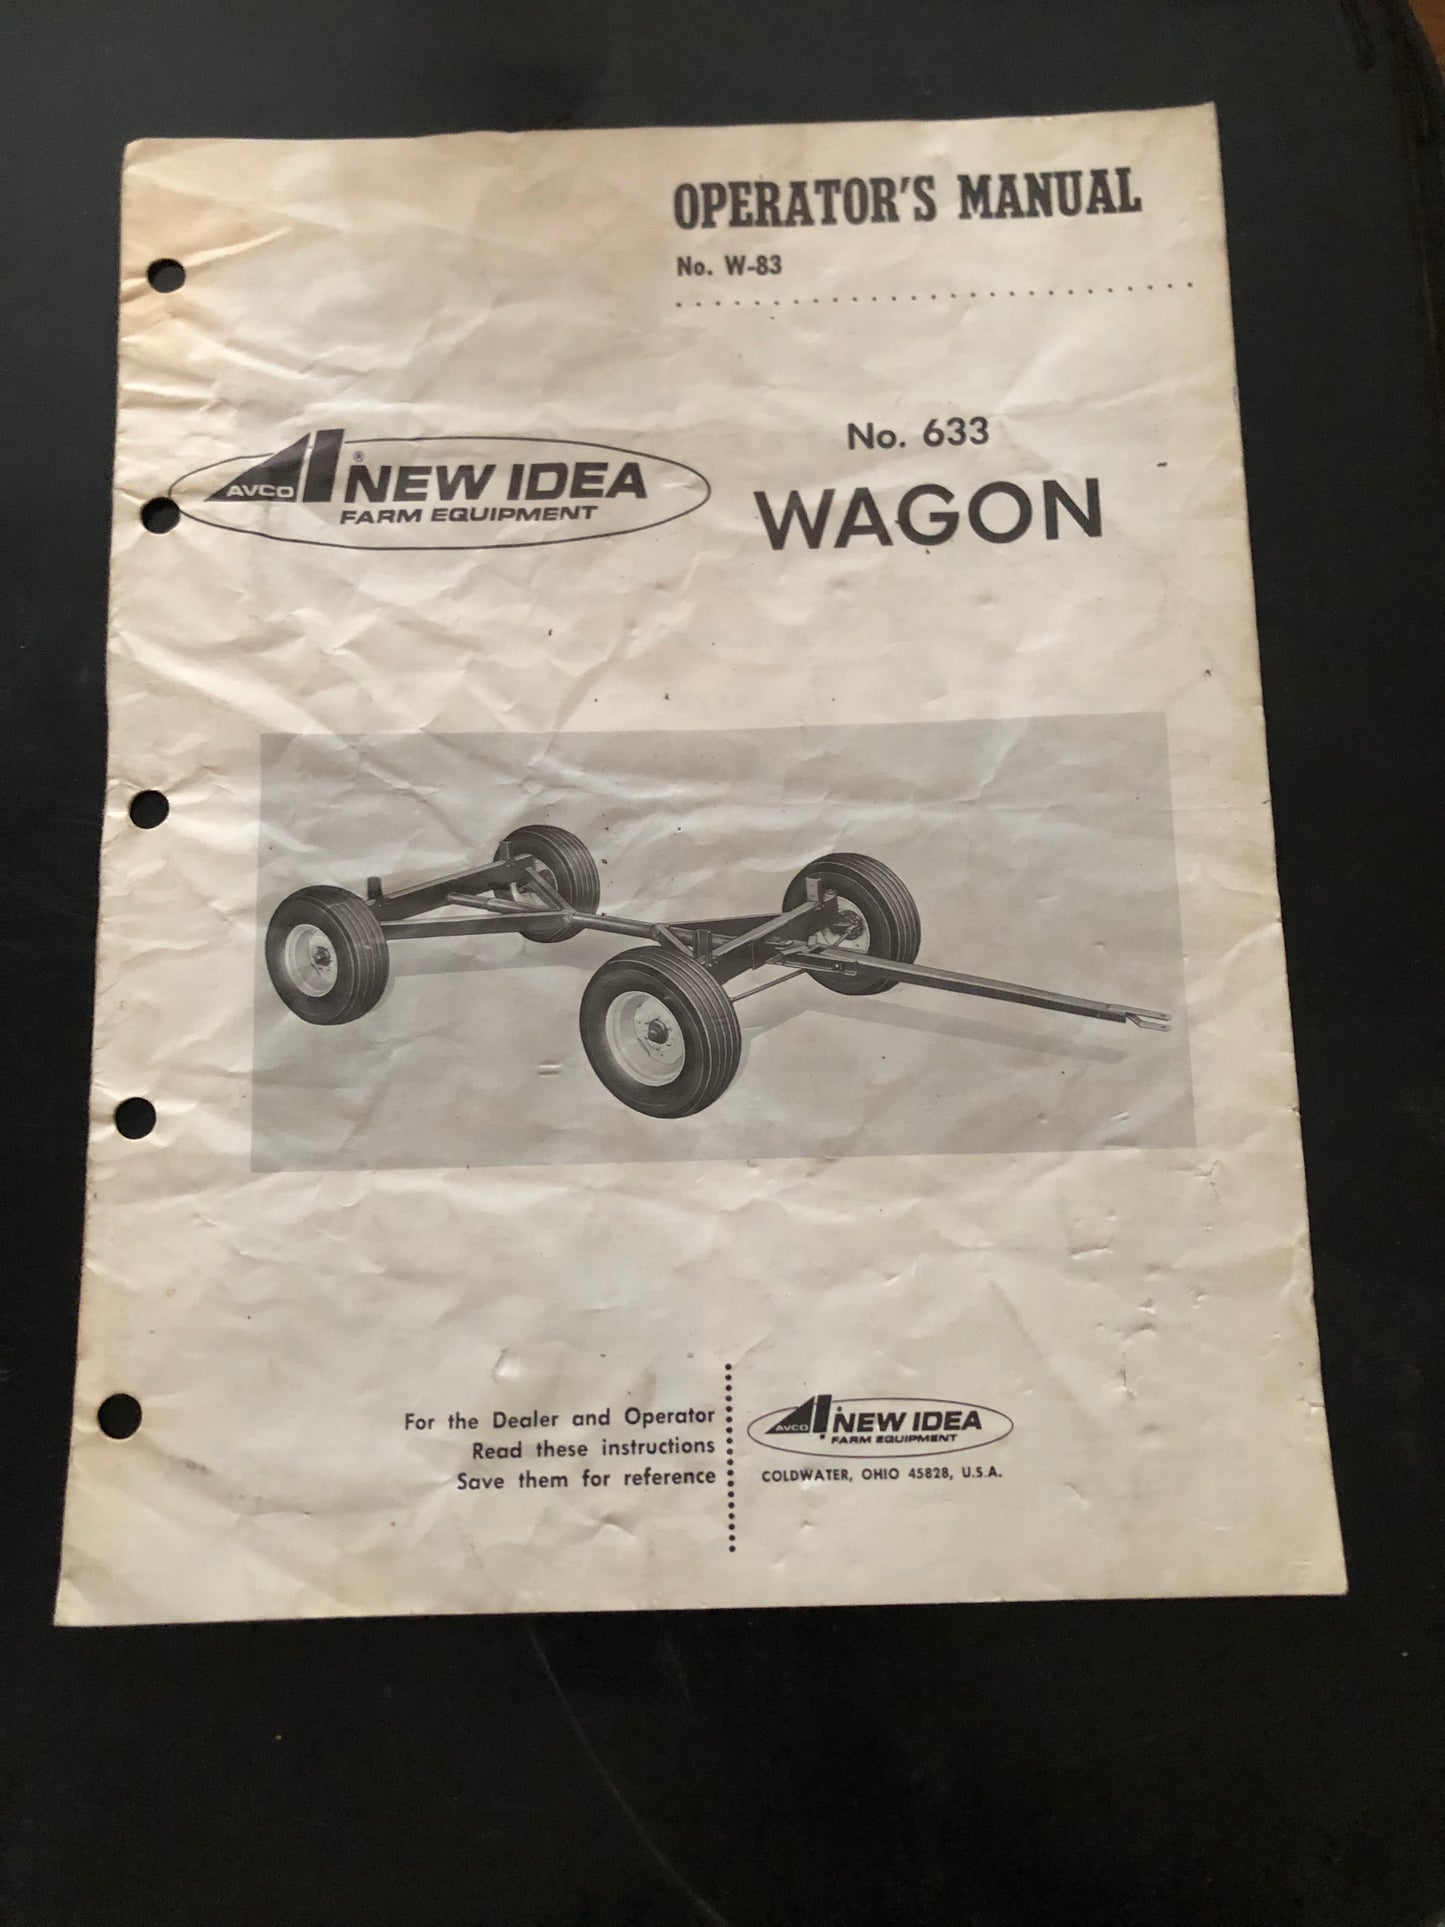 OPERATOR'S MANUAL
No. W-83
No. 633
WAGON
AVCO NEW IDEA ®
FARM EQUIPMENT
For the Dealer and Operator
Read these instructions
Save them for reference
AVCO NEW IDEA
FARM EQUIPMENT
COLDWATER, OHIO 45828, U.S.A.